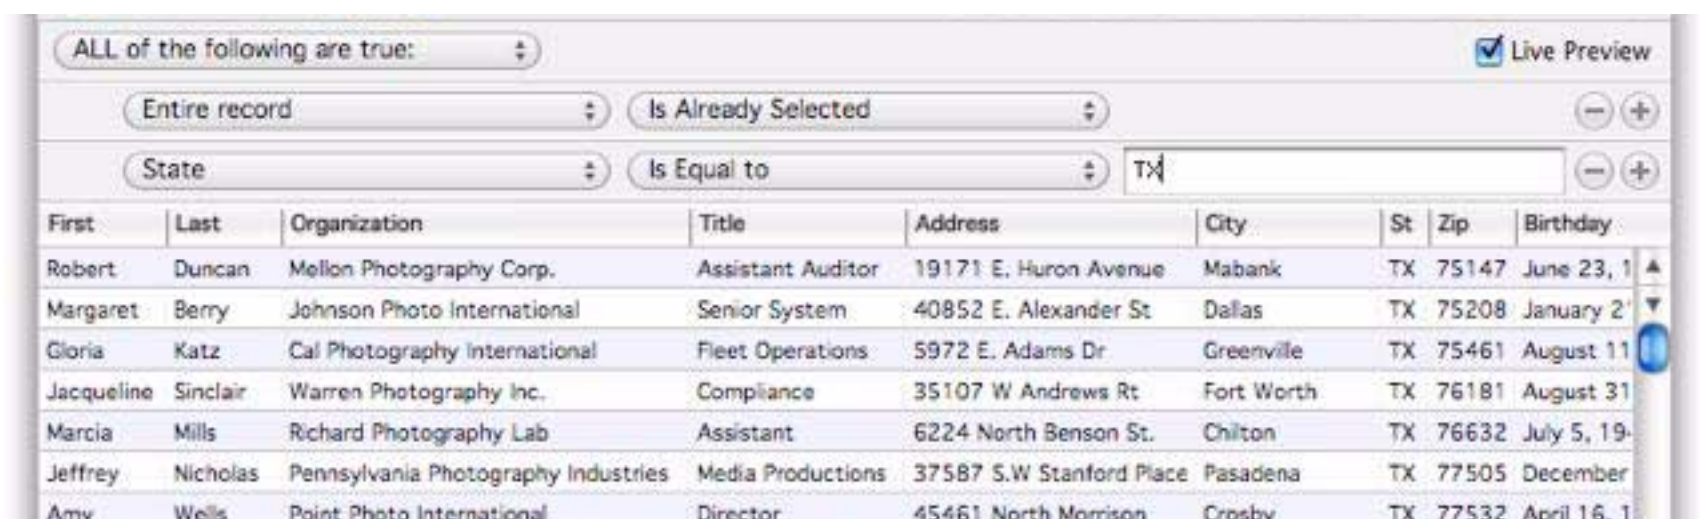 ALL of the following are true: Live Preview
Entire record Is Already Selected
State Is Equal to TX
First Last Organization Title Address City St Zip Birthday
Robert Duncan Mellon Photography Corp. Assistant Auditor 19171 E. Huron Avenue Mabank TX 75147 June 23, 1
Margaret Berry Johnson Photo International Senior System 40852 E. Alexander St Dallas TX 75208 January 2
Gloria Katz Cal Photography International Fleet Operations 5972 E. Adams Dr Greenville TX 75461 August 11
Jacqueline Sinclair Warren Photography Inc. Compliance 35107 W Andrews Rt Fort Worth TX 76181 August 31
Marcia Mills Richard Photography Lab Assistant 6224 North Benson St. Chilton TX 76632 July 5, 19
Jeffrey Nicholas Pennsylvania Photography Industries Media Productions 37587 S.W Stanford Place Pasadena TX 77505 December
Amy Wells Point Photo International Director 45461 North Morrison Crosby TX 77532 April 16, 1